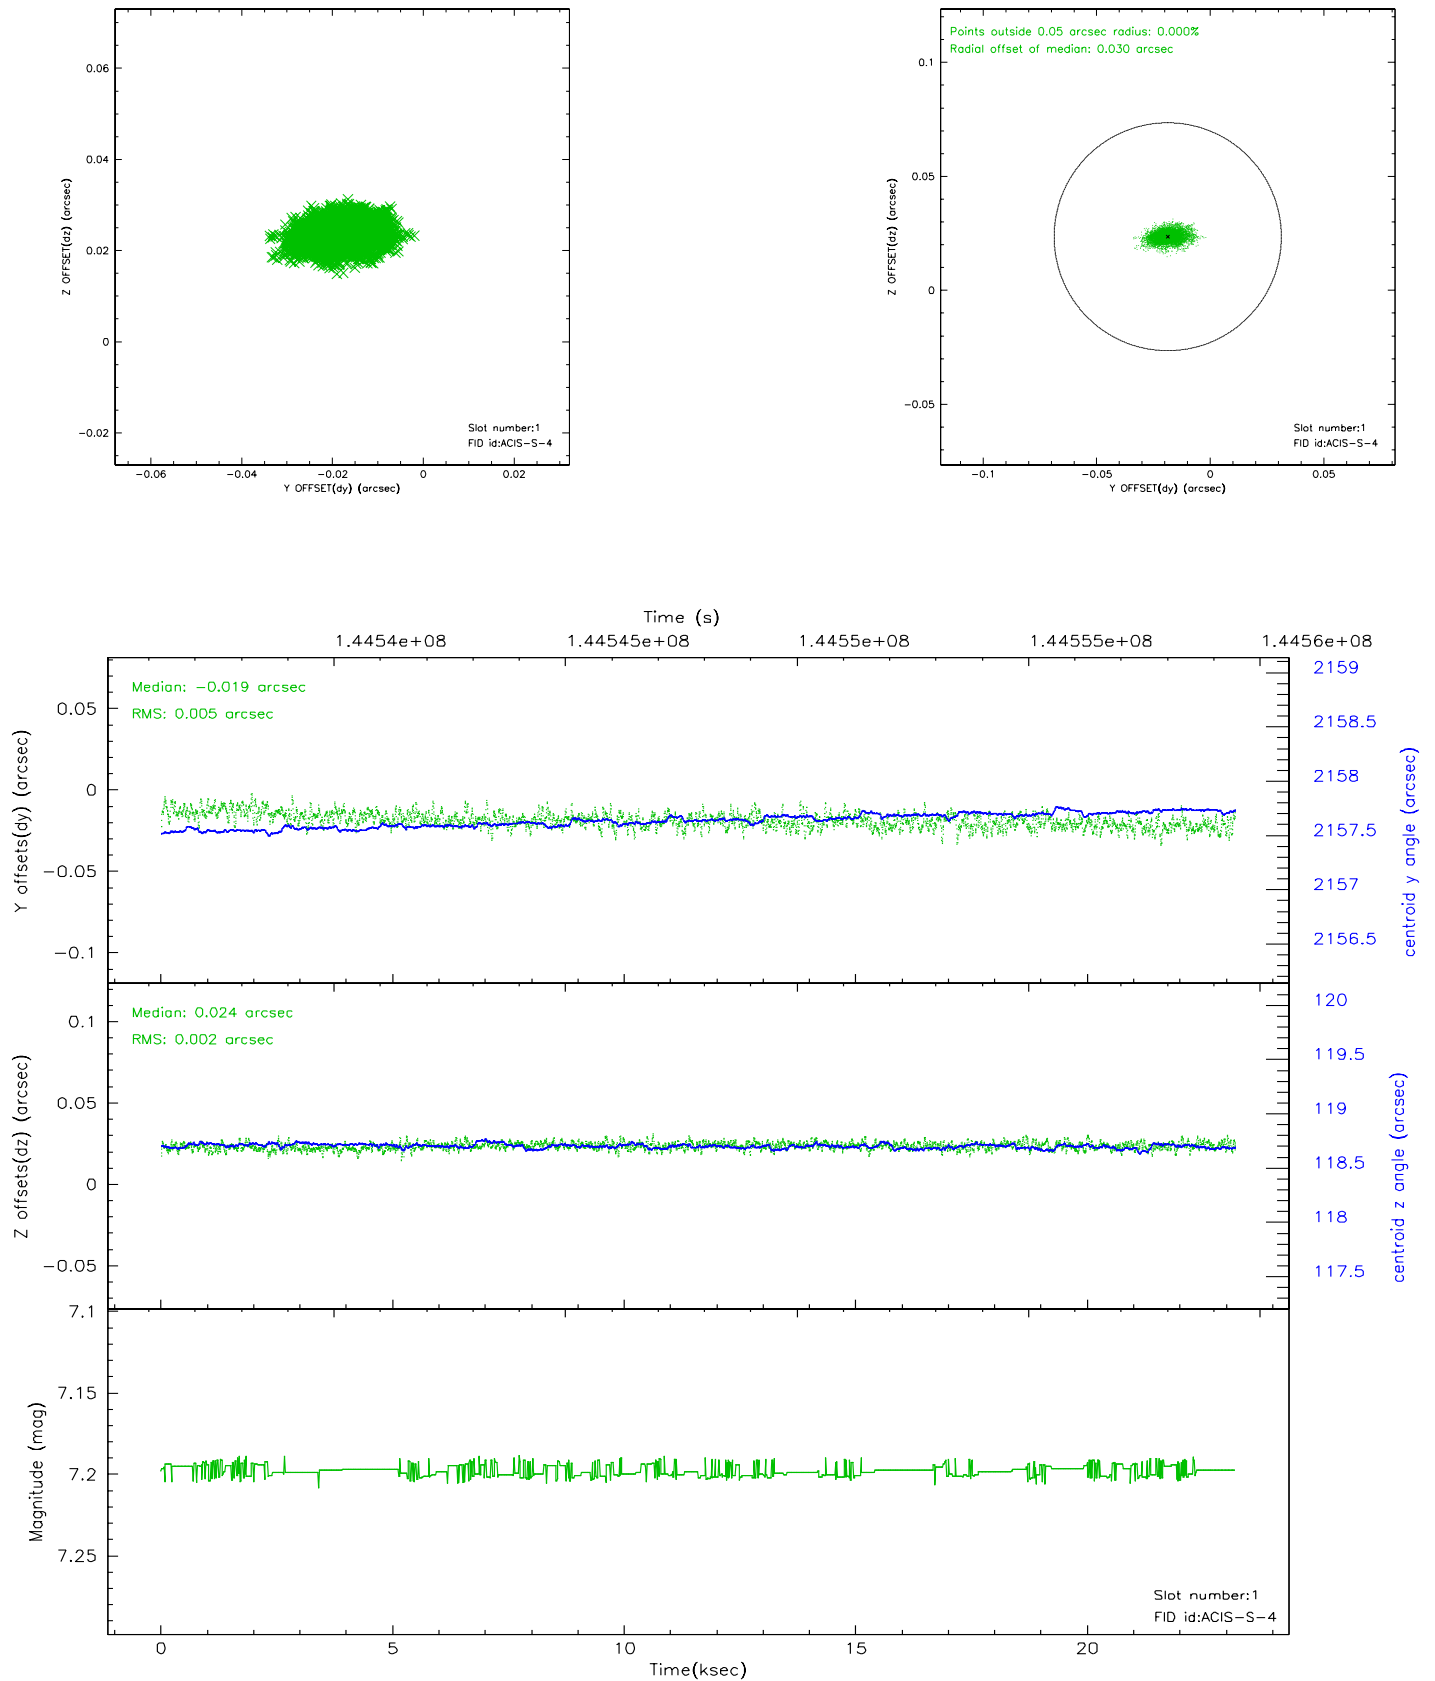 0.06
0.04
0.02
0
−0.02
Z OFFSET(dz) (arcsec)
Slot number:1
FID id:ACIS−S−4
−0.06
−0.04
−0.02
0
0.02
Y OFFSET(dy) (arcsec)
Points outside 0.05 arcsec radius: 0.000%
Radial offset of median: 0.030 arcsec
0.1
0.05
0
−0.05
Z OFFSET(dz) (arcsec)
Slot number:1
FID id:ACIS−S−4
−0.1
−0.05
0
0.05
Y OFFSET(dy) (arcsec)
Time (s)
1.4454e+08
1.44545e+08
1.4455e+08
1.44555e+08
1.4456e+08
Median: −0.019 arcsec
RMS: 0.005 arcsec
0.05
0
−0.05
−0.1
Y offsets(dy) (arcsec)
2159
2158.5
2158
2157.5
2157
2156.5
centroid y angle (arcsec)
Median: 0.024 arcsec
RMS: 0.002 arcsec
0.1
0.05
0
−0.05
Z offsets(dz) (arcsec)
120
119.5
119
118.5
118
117.5
centroid z angle (arcsec)
7.1
7.15
7.2
7.25
Magnitude (mag)
Slot number:1
FID id:ACIS−S−4
0
5
10
15
20
Time(ksec)